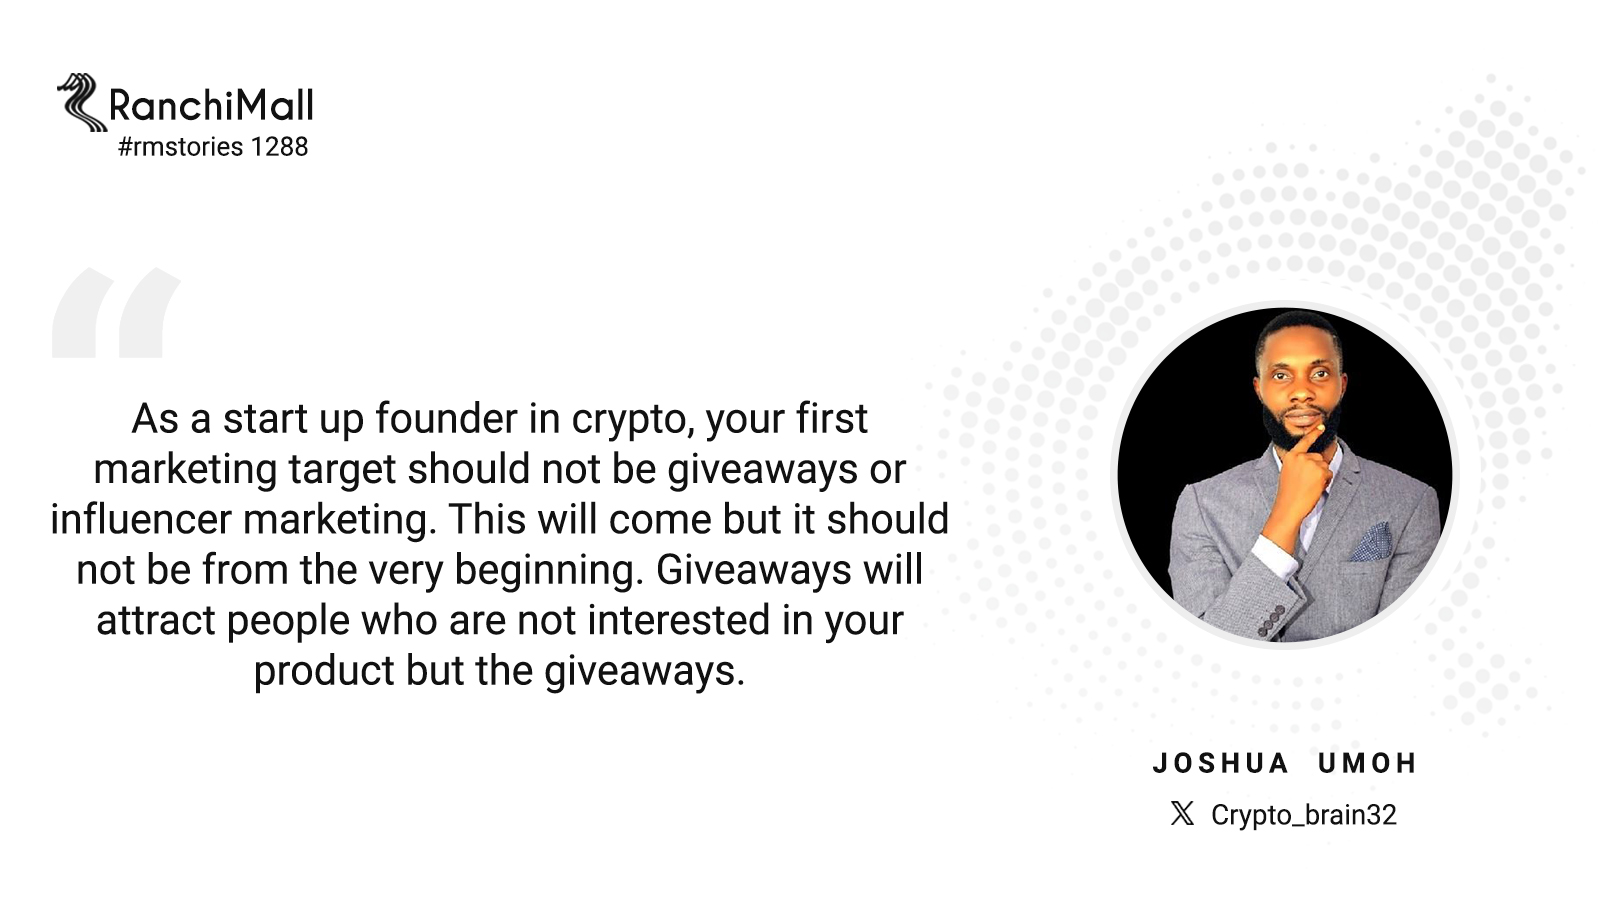 RanchiMall
#rmstories 1288
“
As a start up founder in crypto, your first
marketing target should not be giveaways or
influencer marketing. This will come but it should
not be from the very beginning. Giveaways will
attract people who are not interested in your
product but the giveaways.
JOSHUA UMOH
𝕏 Crypto_brain32